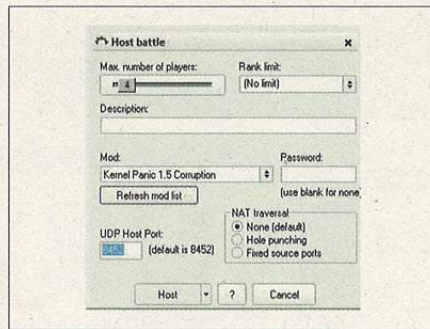 Host battle
Max. number of players:
Rank limit:
4
(No limit)
Description:
Mod:
Password:
Kernel Panic 1.5 Corruption
Refresh mod list
(use blank for none)
NAT traversal
None (default)
Hole punching
Fixed source ports
UDP Host Port:
8452
(default is 8452)
Host
?
Cancel